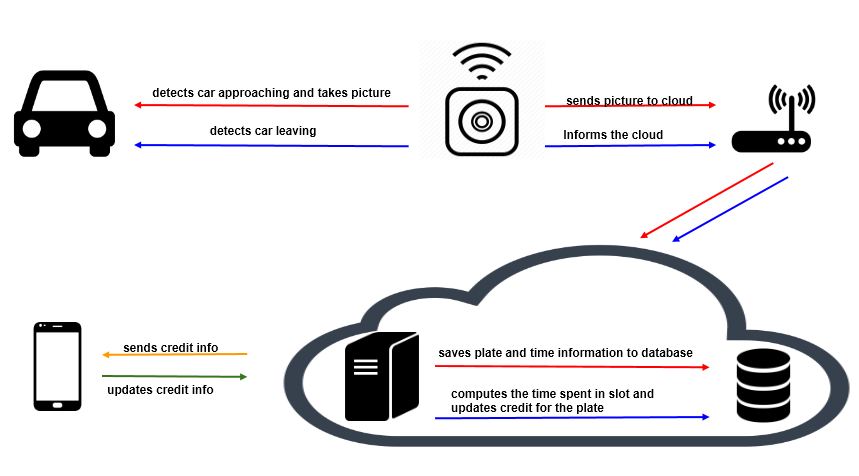 detects car approaching and takes picture
sends picture to cloud
detects car leaving
Informs the cloud
sends credit info
updates credit info
saves plate and time information to database
computes the time spent in slot and
updates credit for the plate